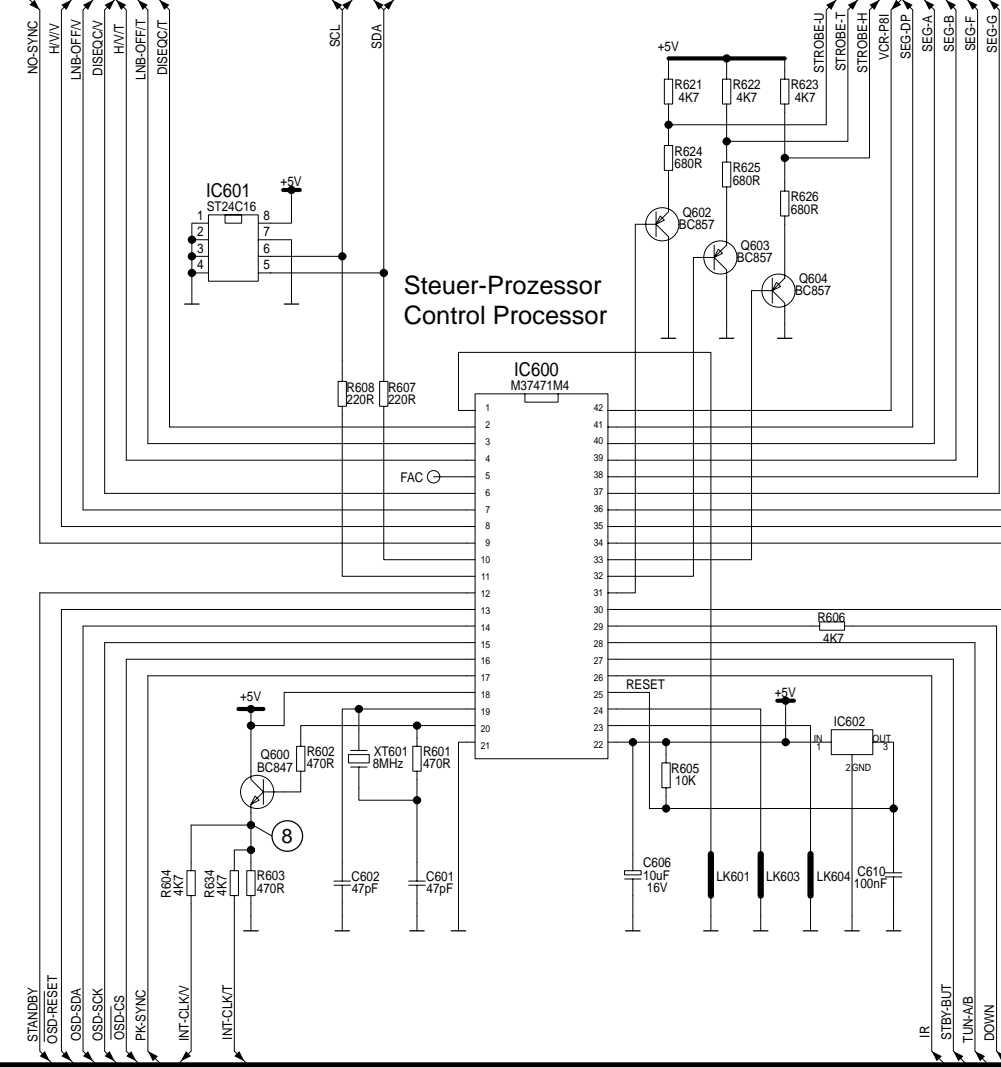 NO-SYNC
H/V/V
LNB-OFF/V
DISEQC/V
H/V/T
LNB-OFF/T
DISEQC/T
SCL
SDA
STROBE-U
STROBE-T
STROBE-H
VCR-P8I
SEG-DP
SEG-A
SEG-B
SEG-F
SEG-G
+5V
R621
4K7
R622
4K7
R623
4K7
R624
680R
R625
680R
R626
680R
Q602
BC857
Q603
BC857
Q604
BC857
IC601
ST24C16
+5V
1 8
2 7
3 6
4 5
Steuer-Prozessor
Control Processor
IC600
M37471M4
R608
220R
R607
220R
FAC
1 42
2 41
3 40
4 39
5 38
6 37
7 36
8 35
9 34
10 33
11 32
12 31
13 30
14 29
15 28
16 27
17 26
18 25
19 24
20 23
21 22
R606
4K7
RESET
+5V
+5V
IC602
IN
1
OUT
3
2 GND
Q600
BC847
R602
470R
XT601
8MHz
R601
470R
R605
10K
8
R604
4K7
R634
4K7
R603
470R
C602
47pF
C601
47pF
C606
10uF
16V
LK601
LK603
LK604
C610
100nF
STANDBY
OSD-RESET
OSD-SDA
OSD-SCK
OSD-CS
PK-SYNC
INT-CLK/V
INT-CLK/T
IR
STBY-BUT
TUN-A/B
DOWN